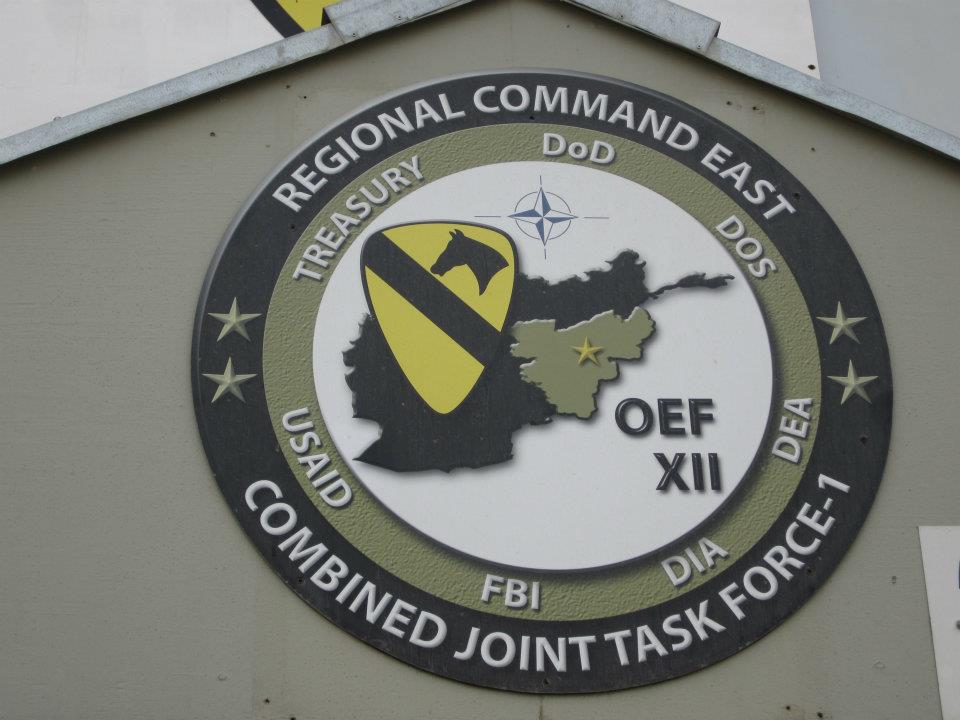 REGIONAL COMMAND EAST
TREASURY
DoD
DOS
DEA
DIA
FBI
USAID
OEF
XII
COMBINED JOINT TASK FORCE-1